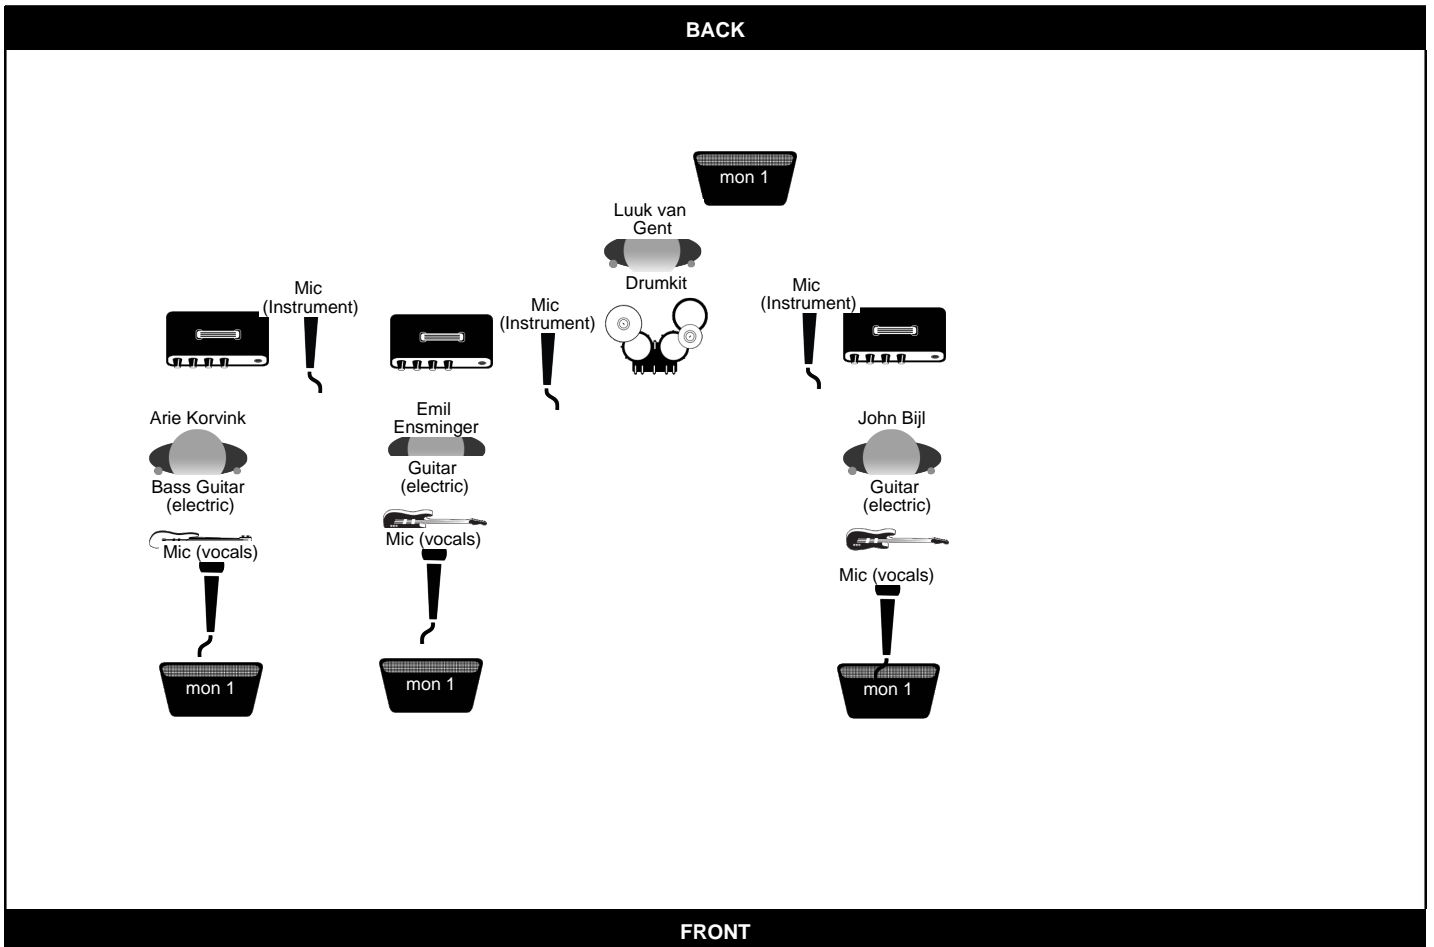 BACK
mon 1
Luuk van
Gent
Drumkit
Mic
(Instrument)
Mic
(Instrument)
Mic
(Instrument)
Arie Korvink
Bass Guitar
(electric)
Mic (vocals)
mon 1
Emil
Ensminger
Guitar
(electric)
Mic (vocals)
mon 1
John Bijl
Guitar
(electric)
Mic (vocals)
mon 1
FRONT